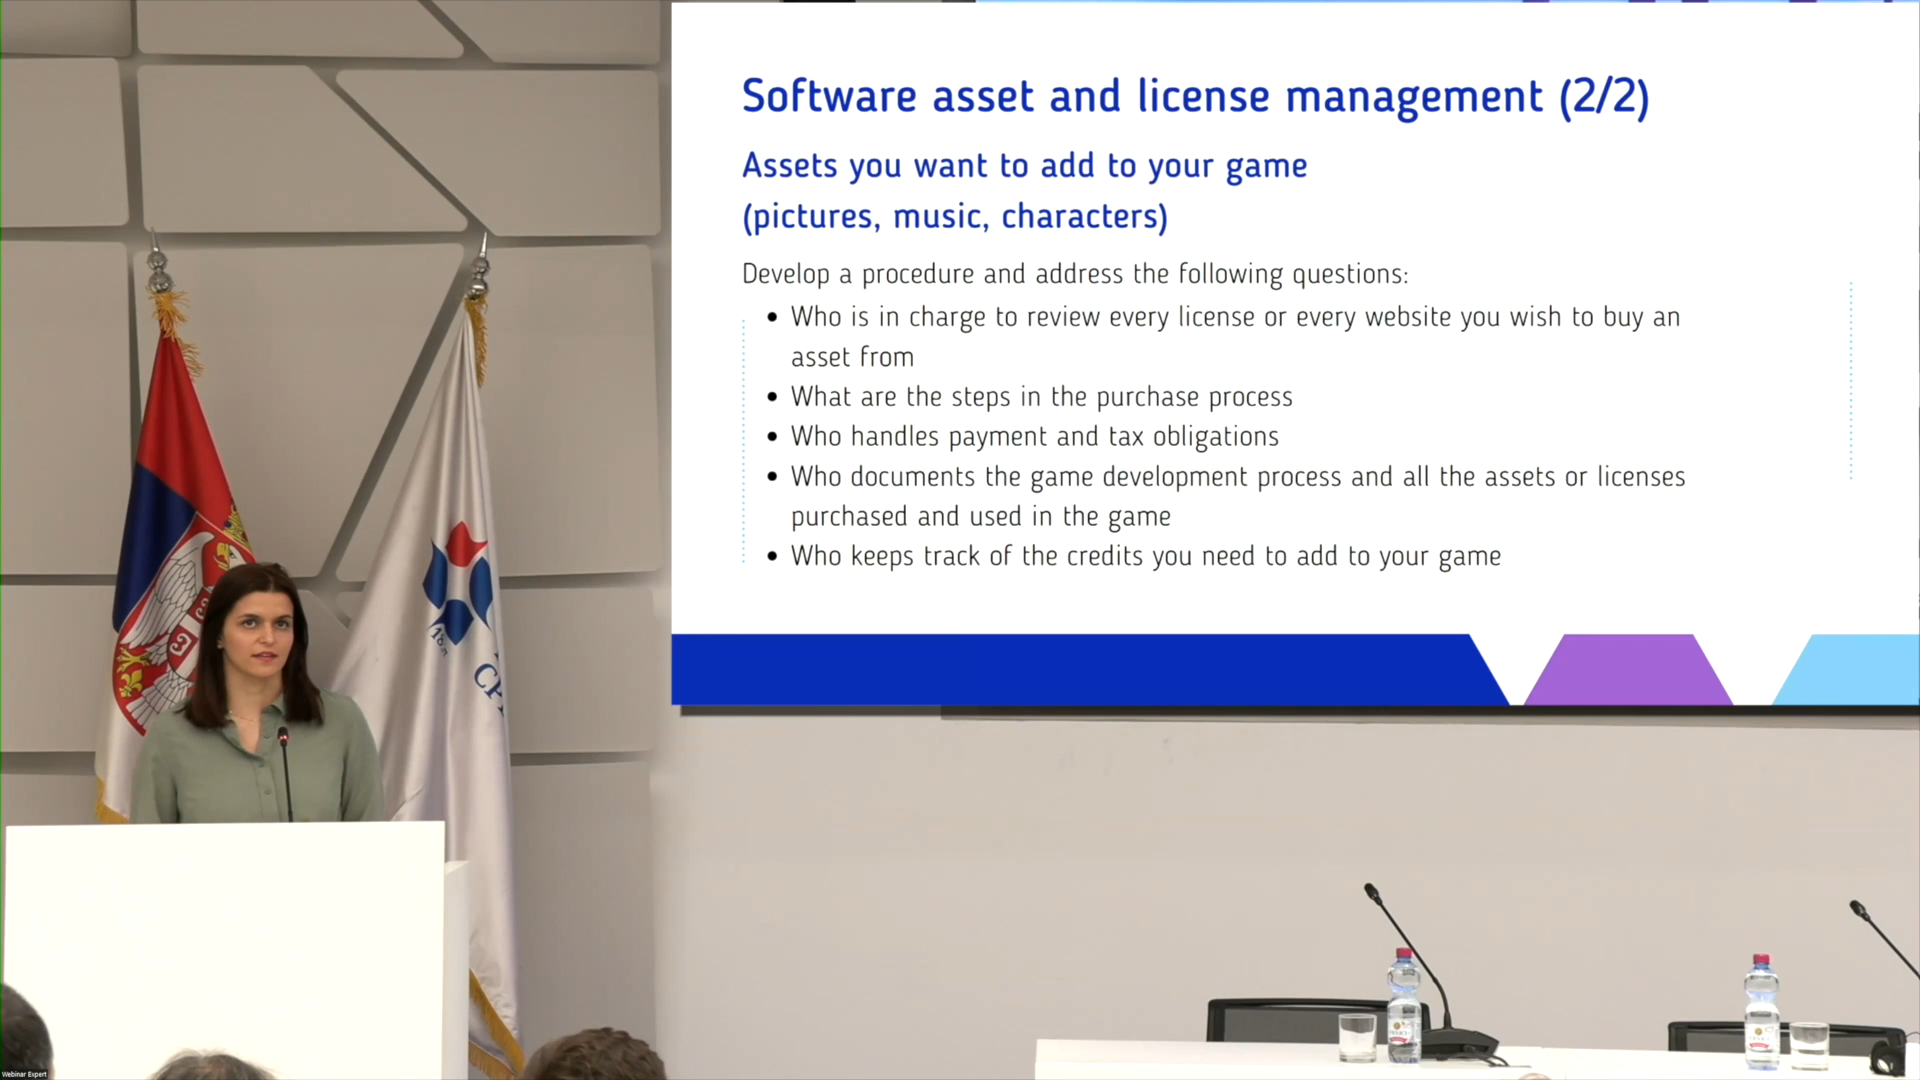 Software asset and license management (2/2)
Assets you want to add to your game
(pictures, music, characters)
Develop a procedure and address the following questions:
• Who is in charge to review every license or every website you wish to buy an
asset from
• What are the steps in the purchase process
• Who handles payment and tax obligations
• Who documents the game development process and all the assets or licenses
purchased and used in the game
• Who keeps track of the credits you need to add to your game
Webinar Expert